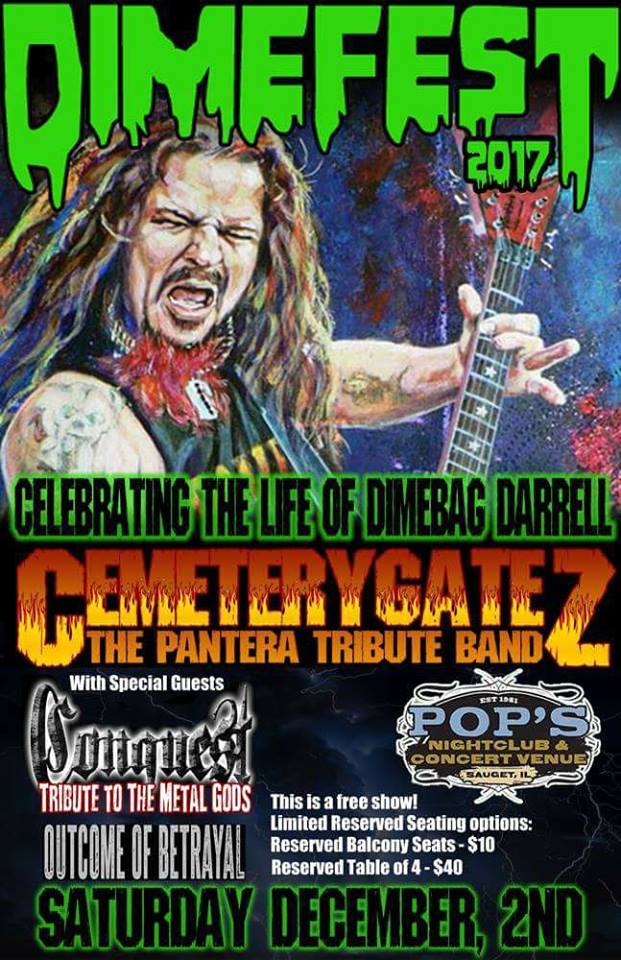 DIMEFEST
2017
CELEBRATING THE LIFE OF DIMEBAG DARRELL
CEMETERYGATEZ
THE PANTERA TRIBUTE BAND
With Special Guests
Conquest
TRIBUTE TO THE METAL GODS
OUTCOME OF BETRAYAL
EST 1981
POP'S
NIGHTCLUB &
CONCERT VENUE
SAUGET, IL
This is a free show!
Limited Reserved Seating options:
Reserved Balcony Seats - $10
Reserved Table of 4 - $40
SATURDAY DECEMBER, 2ND